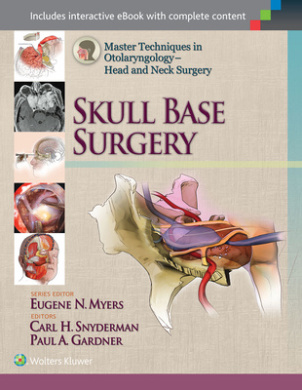 Includes interactive eBook with complete content
Master Techniques in
Otolaryngology–
Head and Neck Surgery
SKULL BASE
SURGERY
SERIES EDITOR
EUGENE N. MYERS
EDITORS
CARL H. SNYDERMAN
PAUL A. GARDNER
Wolters Kluwer